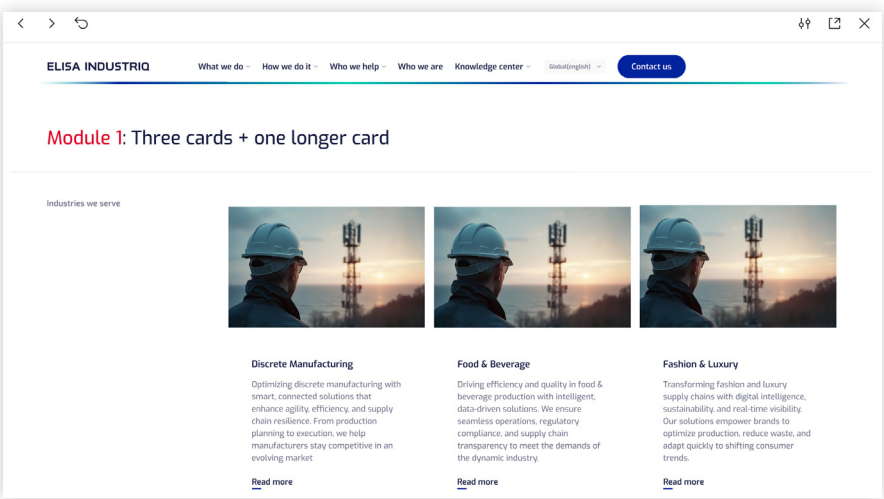 ELISA INDUSTRIQ
What we do How we do it Who we help Who we are Knowledge center Global(english) Contact us
Module 1: Three cards + one longer card
Industries we serve
Discrete Manufacturing
Optimizing discrete manufacturing with
smart, connected solutions that
enhance agility, efficiency, and supply
chain resilience. From production
planning to execution, we help
manufacturers stay competitive in an
evolving market
Read more
Food & Beverage
Driving efficiency and quality in food &
beverage production with intelligent,
data-driven solutions. We ensure
seamless operations, regulatory
compliance, and supply chain
transparency to meet the demands of
the dynamic industry.
Read more
Fashion & Luxury
Transforming fashion and luxury
supply chains with digital intelligence,
sustainability, and real-time visibility.
Our solutions empower brands to
optimize production, reduce waste, and
adapt quickly to shifting consumer
trends.
Read more